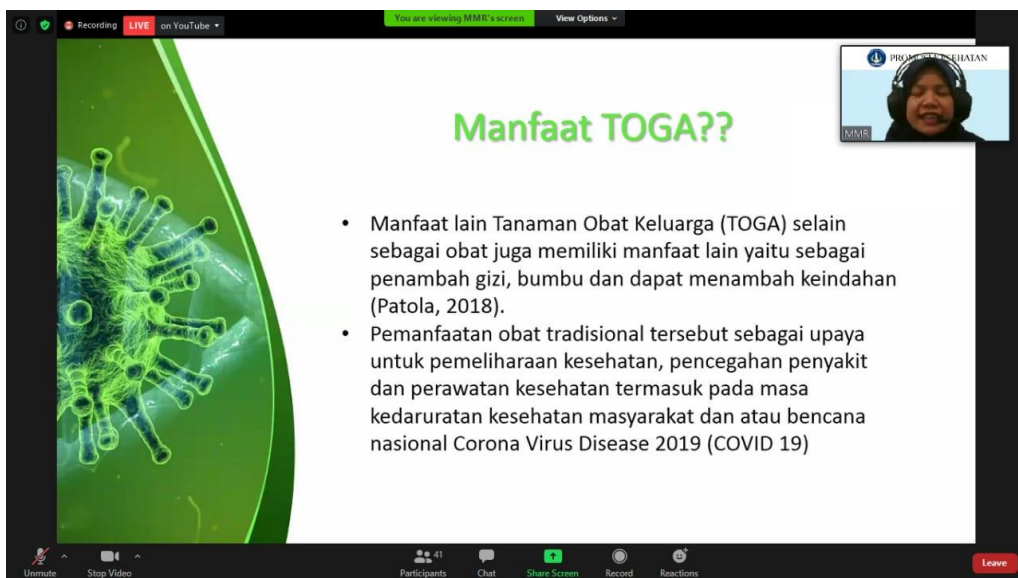 Recording LIVE on YouTube
You are viewing MMR's screen View Options
PROMOSI KESEHATAN
MMR
Manfaat TOGA??
• Manfaat lain Tanaman Obat Keluarga (TOGA) selain
sebagai obat juga memiliki manfaat lain yaitu sebagai
penambah gizi, bumbu dan dapat menambah keindahan
(Patola, 2018).
• Pemanfaatan obat tradisional tersebut sebagai upaya
untuk pemeliharaan kesehatan, pencegahan penyakit
dan perawatan kesehatan termasuk pada masa
kedaruratan kesehatan masyarakat dan atau bencana
nasional Corona Virus Disease 2019 (COVID 19)
Unmute Stop Video Participants 41 Chat Share Screen Record Reactions Leave